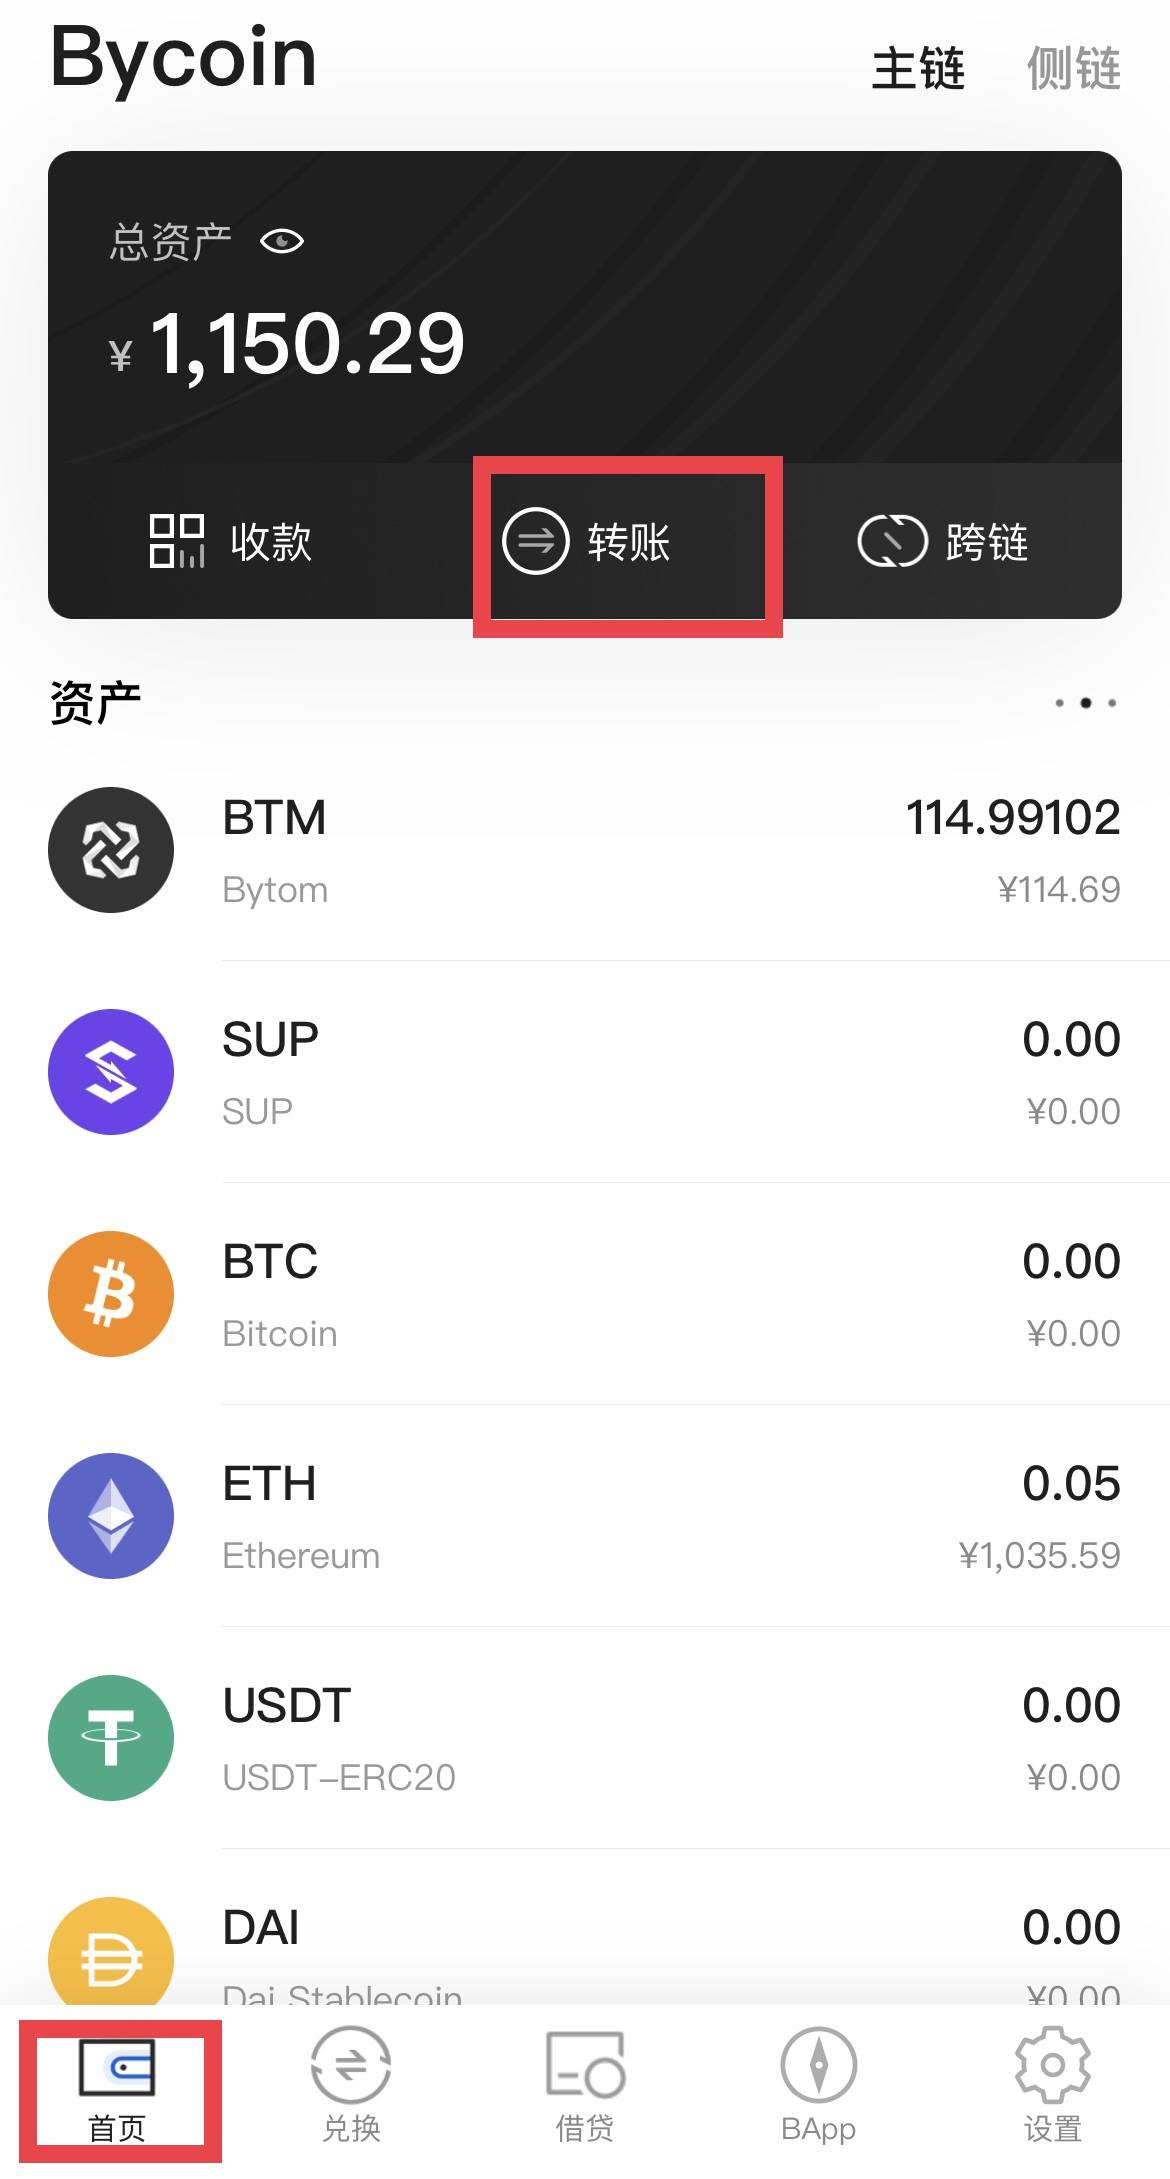 Bycoin
主链 侧链
总资产
¥ 1,150.29
收款 转账 跨链
资产
BTM 114.99102
Bytom ¥114.69
SUP 0.00
SUP ¥0.00
BTC 0.00
Bitcoin ¥0.00
ETH 0.05
Ethereum ¥1,035.59
USDT 0.00
USDT-ERC20 ¥0.00
DAI 0.00
Dai Stablecoin ¥0.00
首页 兑换 借贷 BApp 设置